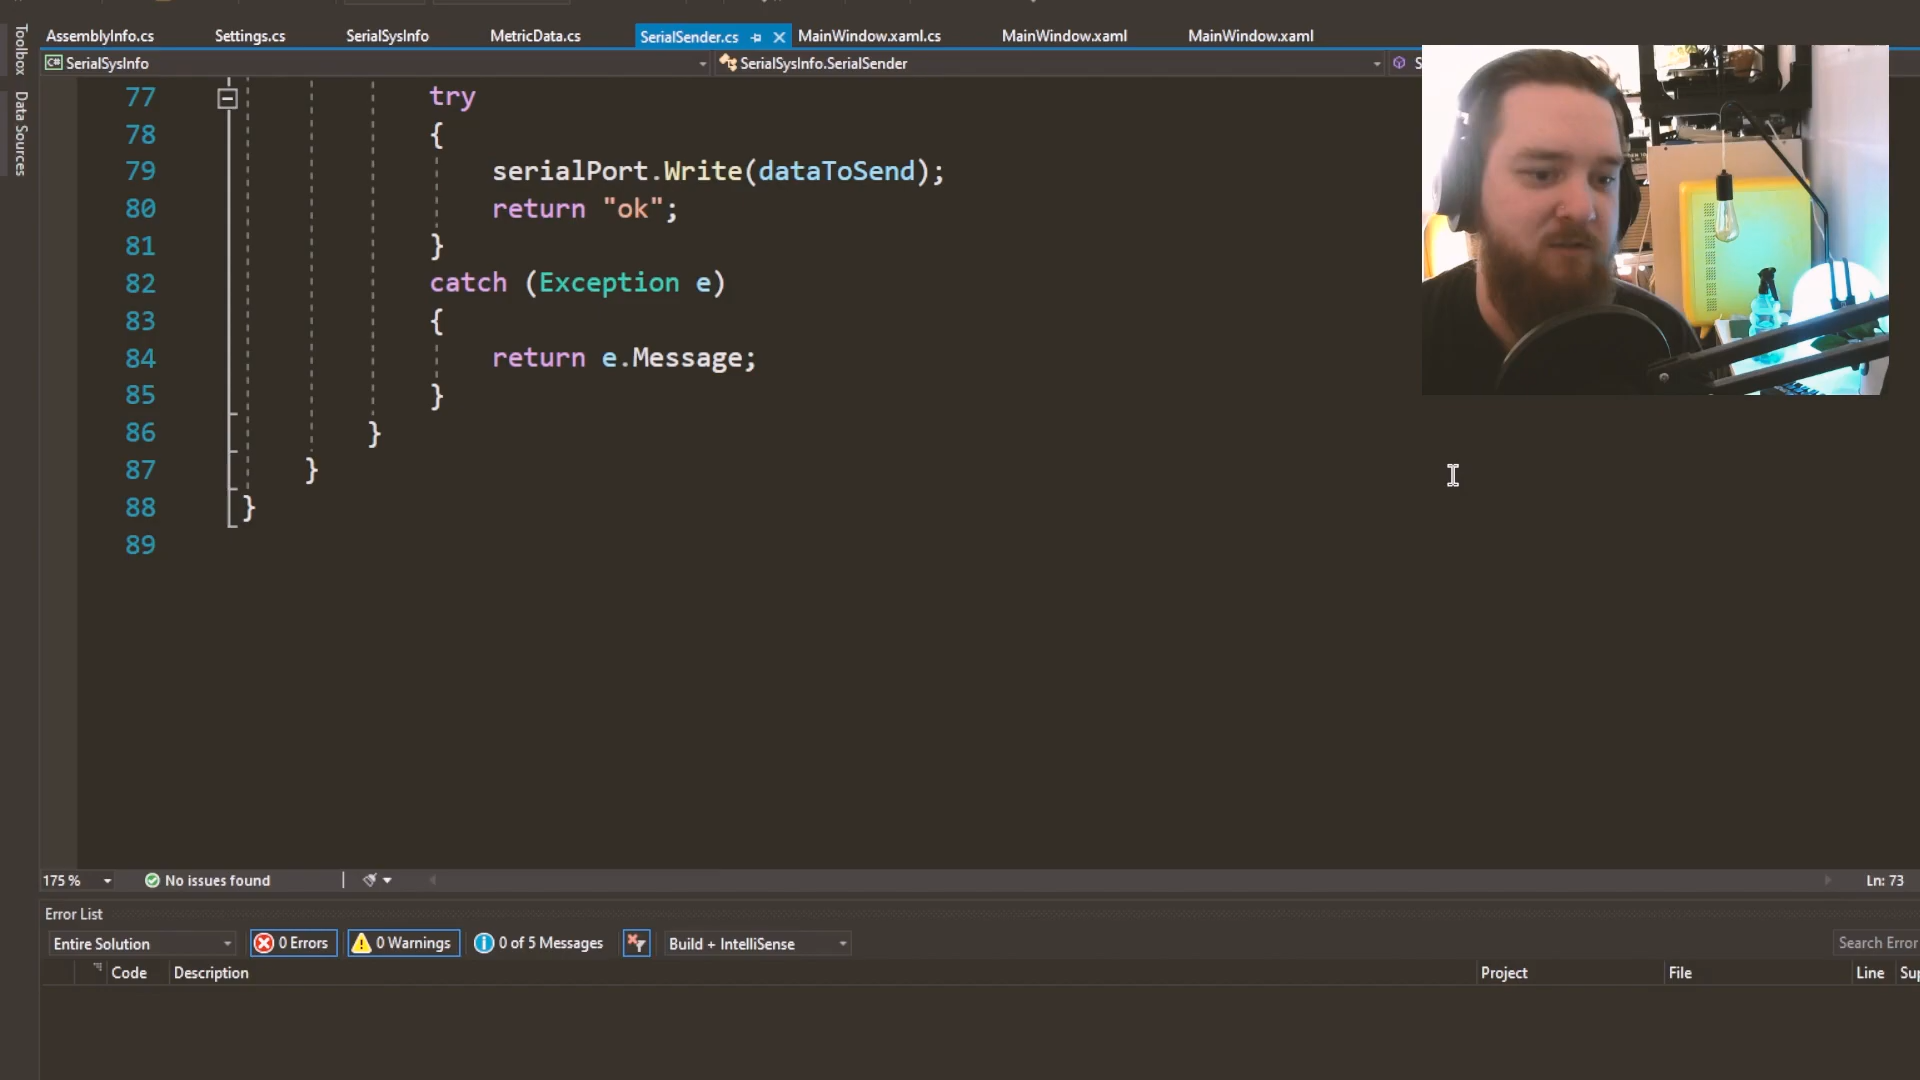 AssemblyInfo.cs Settings.cs SerialSysInfo MetricData.cs SerialSender.cs MainWindow.xaml.cs MainWindow.xaml MainWindow.xaml
Toolbox
Data Sources
C# SerialSysInfo SerialSysInfo.SerialSender S
77 try
78 {
79 serialPort.Write(dataToSend);
80 return "ok";
81 }
82 catch (Exception e)
83 {
84 return e.Message;
85 }
86 }
87 }
88 }
89
175 % No issues found Ln: 73
Error List
Entire Solution 0 Errors 0 Warnings 0 of 5 Messages Build + IntelliSense Search Error
Code Description Project File Line Sup